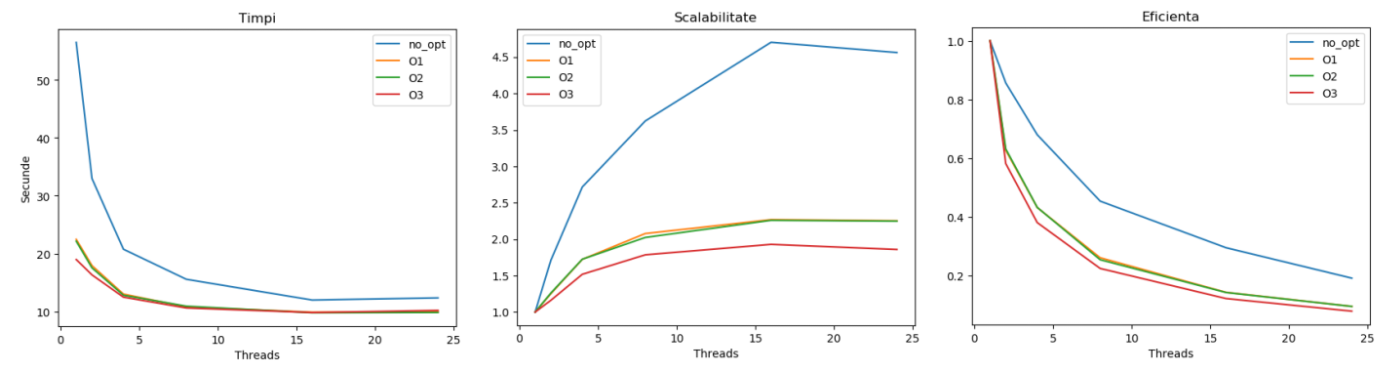 Timpi
no_opt
O1
O2
O3
50
40
30
20
10
Secunde
0
5
10
15
20
25
Threads
Scalabilitate
no_opt
O1
O2
O3
4.5
4.0
3.5
3.0
2.5
2.0
1.5
1.0
0
5
10
15
20
25
Threads
Eficienta
no_opt
O1
O2
O3
1.0
0.8
0.6
0.4
0.2
0
5
10
15
20
25
Threads